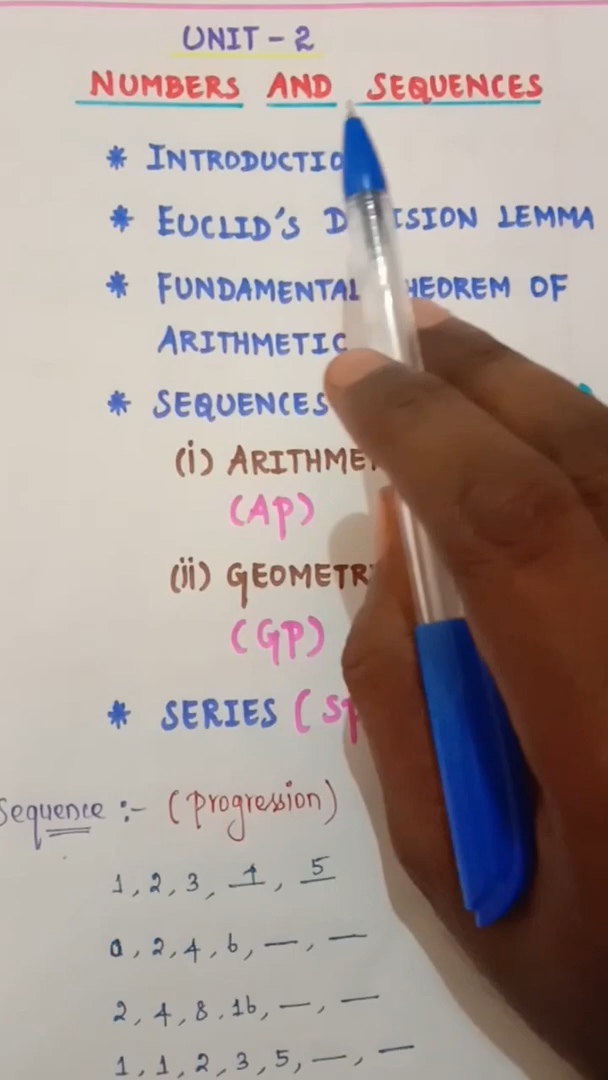 UNIT - 2
NUMBERS AND SEQUENCES
* INTRODUCTIO
* EUCLID'S D ISION LEMMA
* FUNDAMENTAL HEOREM OF
ARITHMETIC
* SEQUENCES
(i) ARITHME
(AP)
(ii) GEOMETR
(GP)
* SERIES (
Sequence :- (Progression)
1, 2, 3, 4, 5
0, 2, 4, 6, —, —
2, 4, 8, 16, —, —
1, 1, 2, 3, 5, —, —